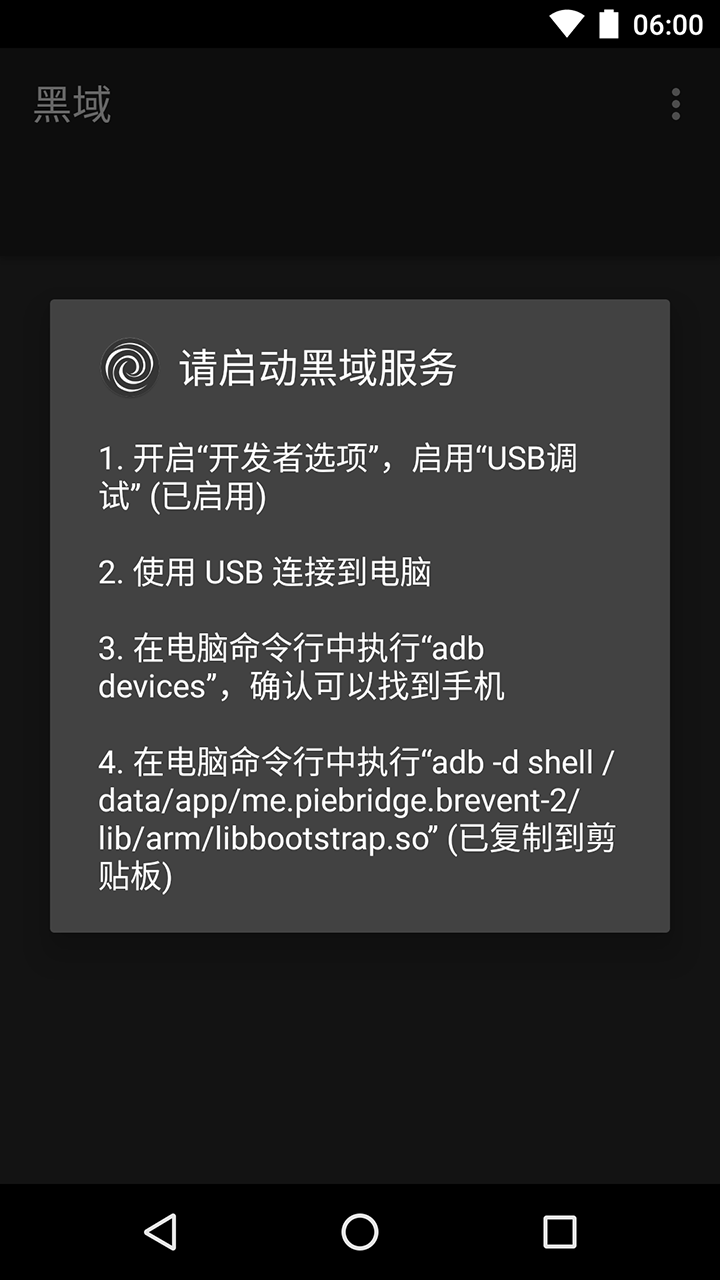 06:00
黑域
请启动黑域服务
1. 开启“开发者选项”，启用“USB调
试” (已启用)
2. 使用 USB 连接到电脑
3. 在电脑命令行中执行“adb
devices”，确认可以找到手机
4. 在电脑命令行中执行“adb -d shell /
data/app/me.piebridge.brevent-2/
lib/arm/libbootstrap.so” (已复制到剪
贴板)